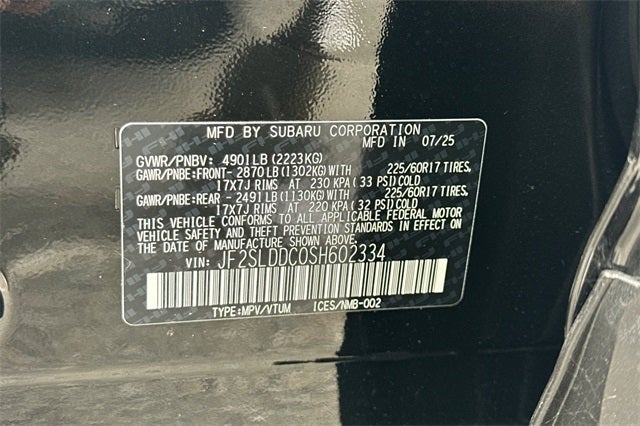 MFD BY SUBARU CORPORATION
MFD IN 07/25
GVWR/PNBV: 4901LB (2223KG)
GAWR/PNBE:FRONT- 2870LB (1302KG) WITH 225/60R17 TIRES,
17X7J RIMS AT 230 KPA (33 PSI) COLD
GAWR/PNBE:REAR - 2491LB (1130KG) WITH 225/60R17 TIRES,
17X7J RIMS AT 220 KPA (32 PSI) COLD
THIS VEHICLE CONFORMS TO ALL APPLICABLE FEDERAL MOTOR
VEHICLE SAFETY AND BUMPER STANDARDS IN EFFECT ON
THE DATE OF MANUFACTURE SHOWN ABOVE.
VIN: JF2SLDDC0SH602334
TYPE:MPV/VTUM ICES/NMB-002